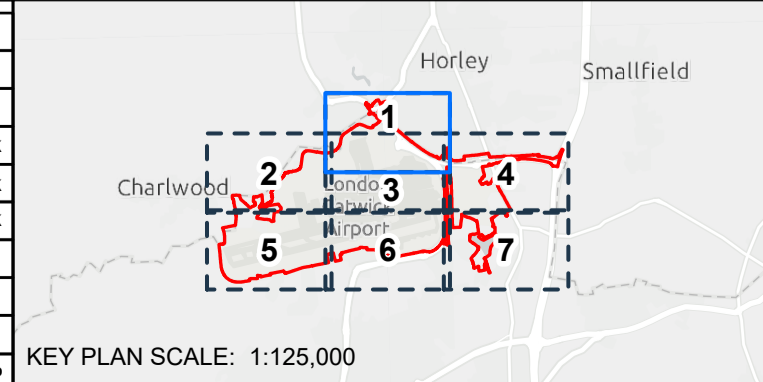 Horley
Smallfield
1
2
4
Charlwood
3
London
Gatwick
Airport
5
6
7
KEY PLAN SCALE: 1:125,000